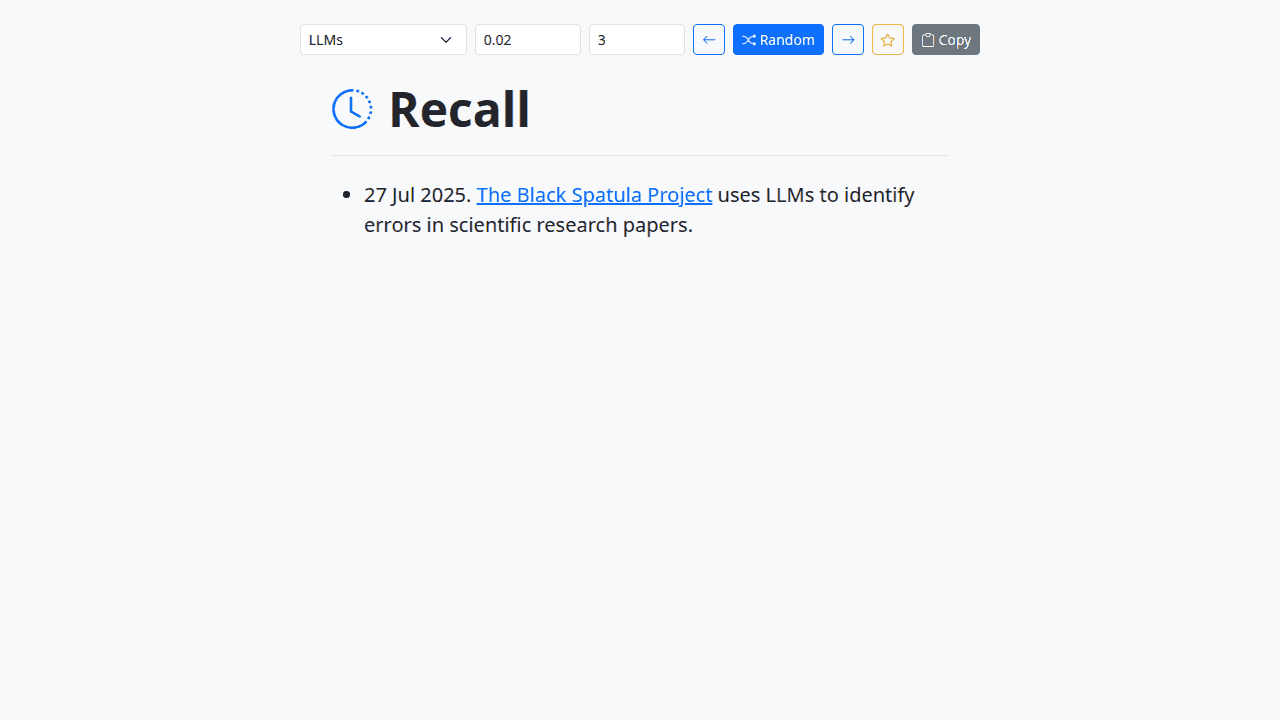 LLMs 0.02 3 Random Copy
Recall
27 Jul 2025. The Black Spatula Project uses LLMs to identify
errors in scientific research papers.